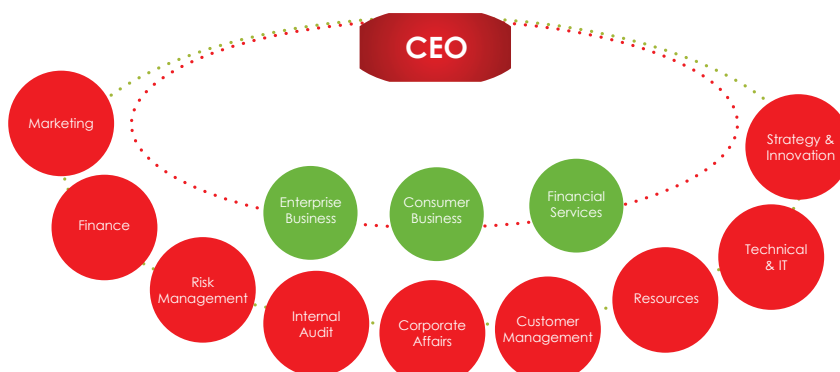 CEO
Marketing
Strategy &
Innovation
Enterprise
Business
Consumer
Business
Financial
Services
Finance
Technical
& IT
Risk
Management
Resources
Internal
Audit
Corporate
Affairs
Customer
Management